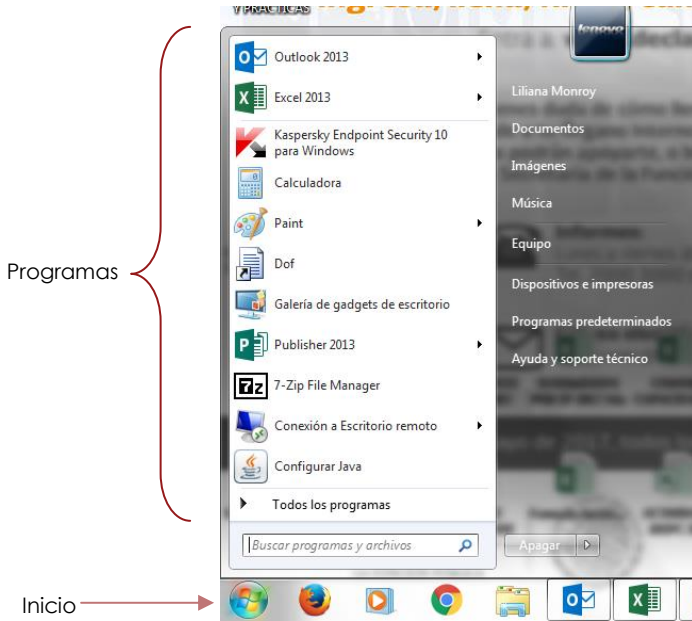 Y PRÁCTICAS
lenovo
Outlook 2013
Excel 2013
Kaspersky Endpoint Security 10
para Windows
Calculadora
Paint
Dof
Galería de gadgets de escritorio
Publisher 2013
7-Zip File Manager
Conexión a Escritorio remoto
Configurar Java
Todos los programas
Buscar programas y archivos
Liliana Monroy
Documentos
Imágenes
Música
Equipo
Dispositivos e impresoras
Programas predeterminados
Ayuda y soporte técnico
Apagar
Programas
Inicio